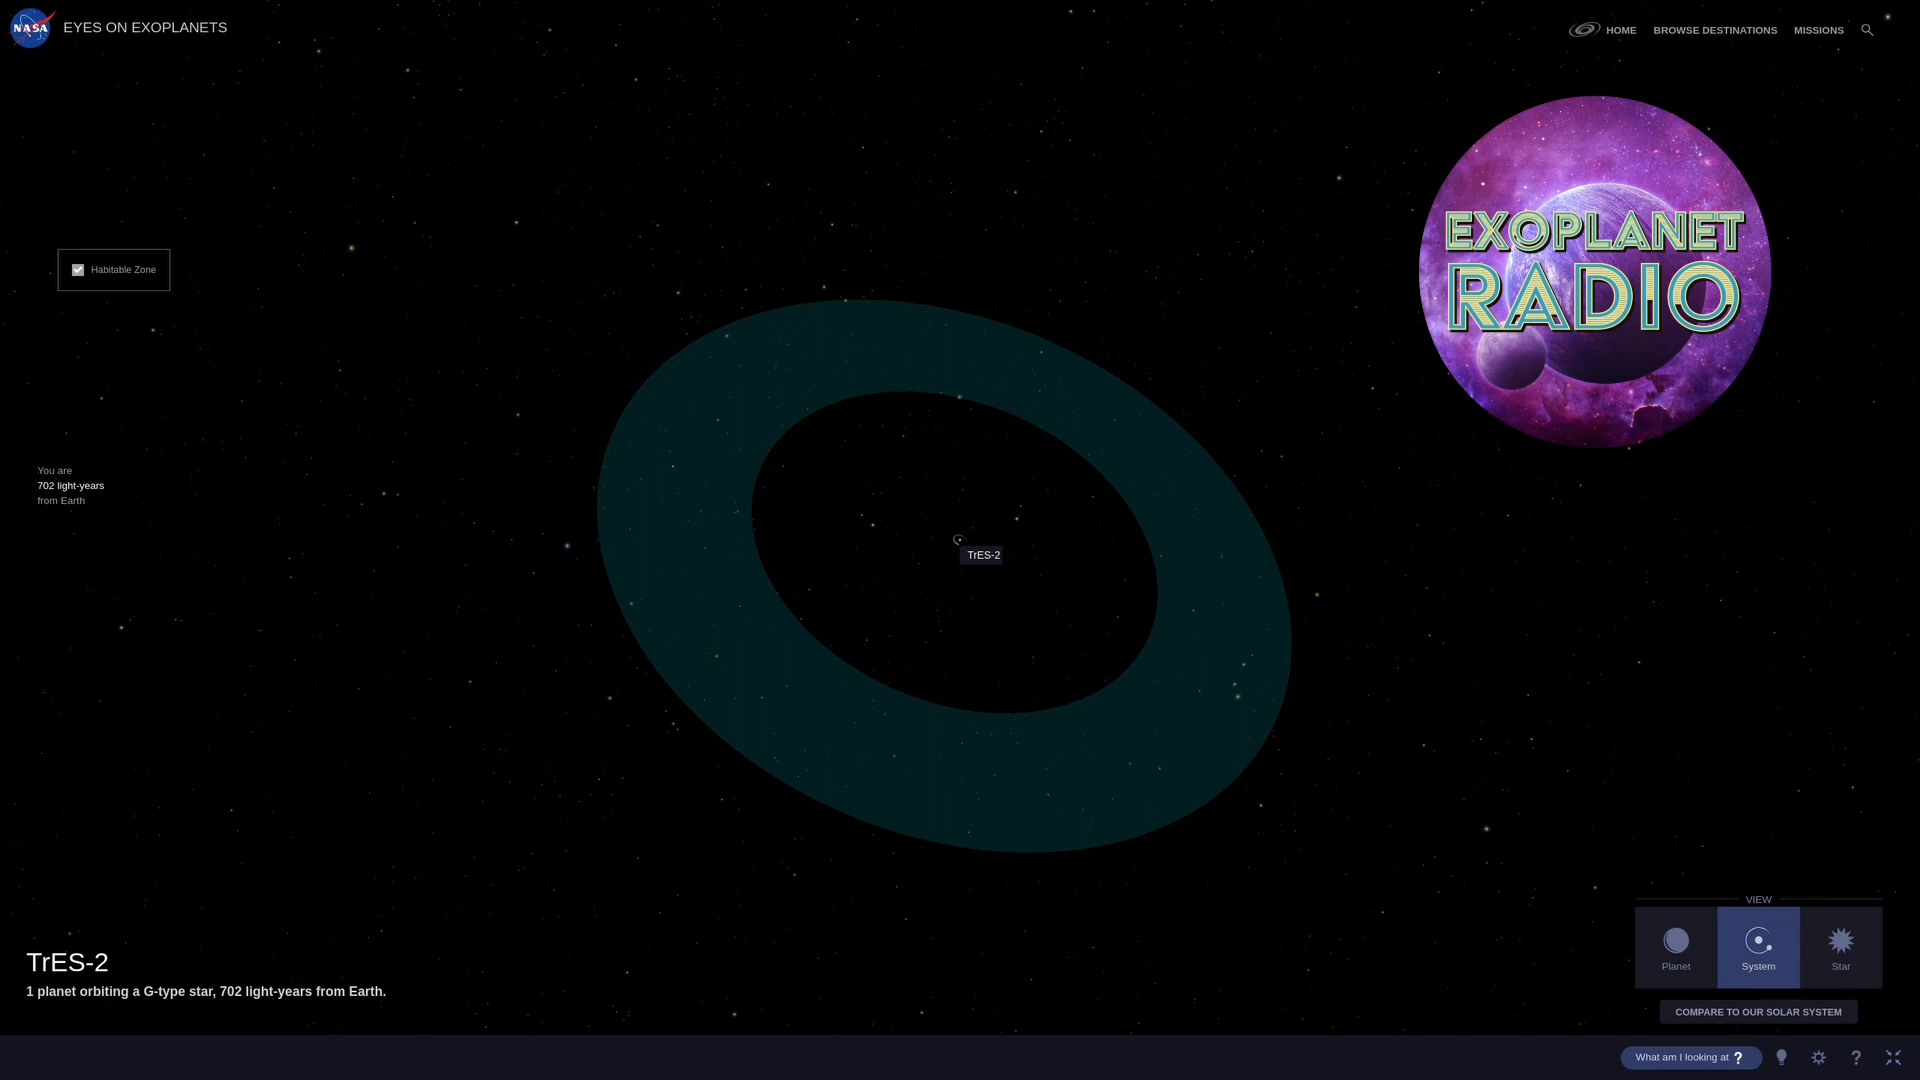 NASA
EYES ON EXOPLANETS
HOME
BROWSE DESTINATIONS
MISSIONS
EXOPLANET
RADIO
Habitable Zone
You are
702 light-years
from Earth
TrES-2
TrES-2
1 planet orbiting a G-type star, 702 light-years from Earth.
VIEW
Planet
System
Star
COMPARE TO OUR SOLAR SYSTEM
What am I looking at ?
?